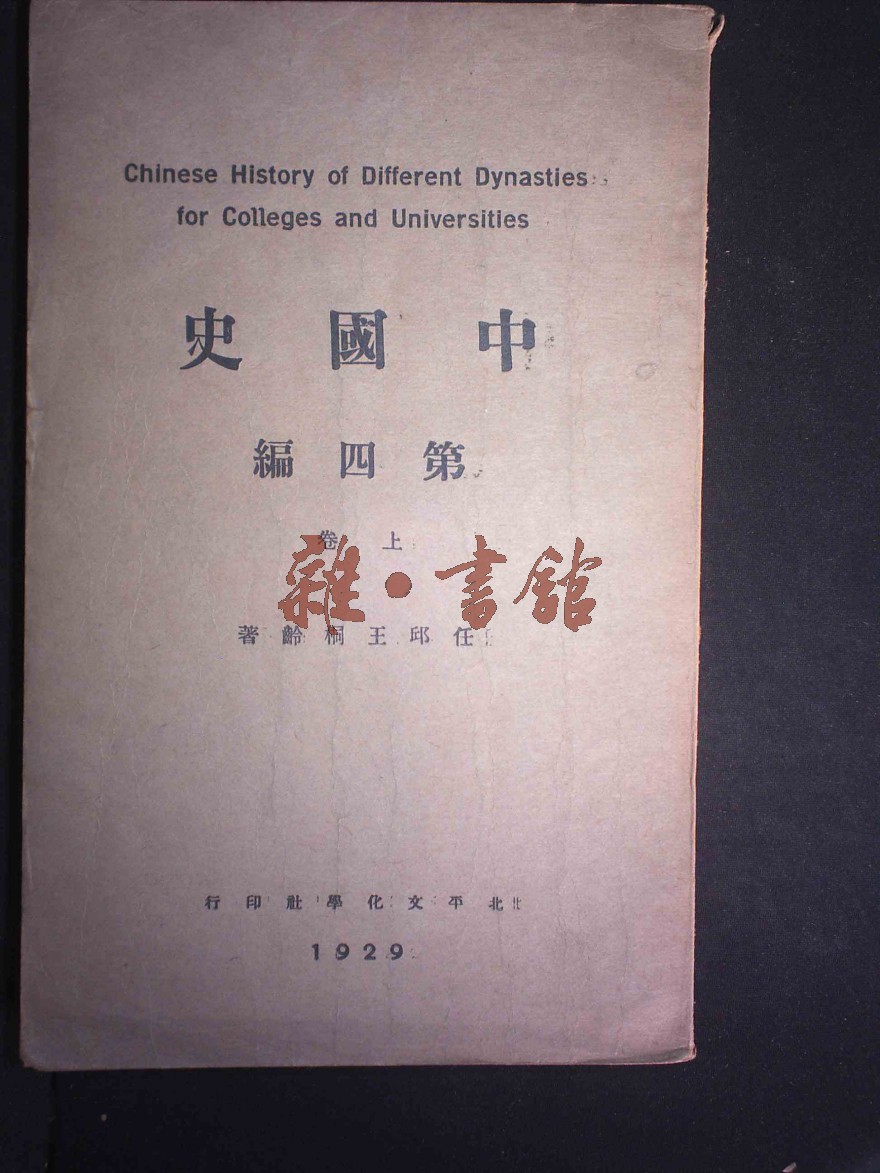 Chinese History of Different Dynasties
for Colleges and Universities
中國史
第四編
上卷
雜·書館
任邱王桐齡著
北平文化學社印行
1929